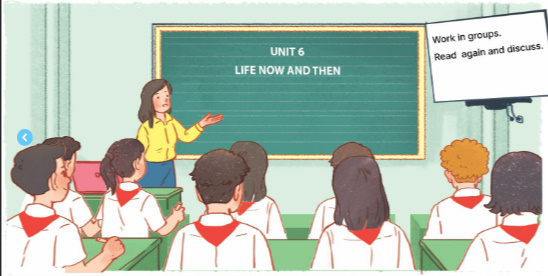 UNIT 6
LIFE NOW AND THEN
Work in groups.
Read again and discuss.